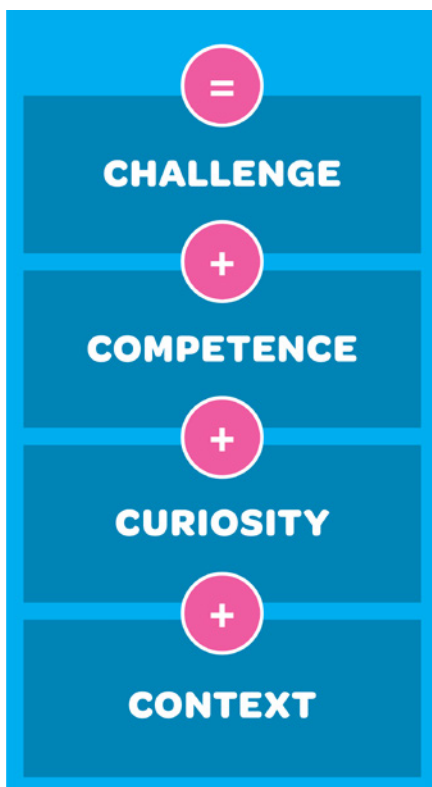 =
CHALLENGE
+
COMPETENCE
+
CURIOSITY
+
CONTEXT